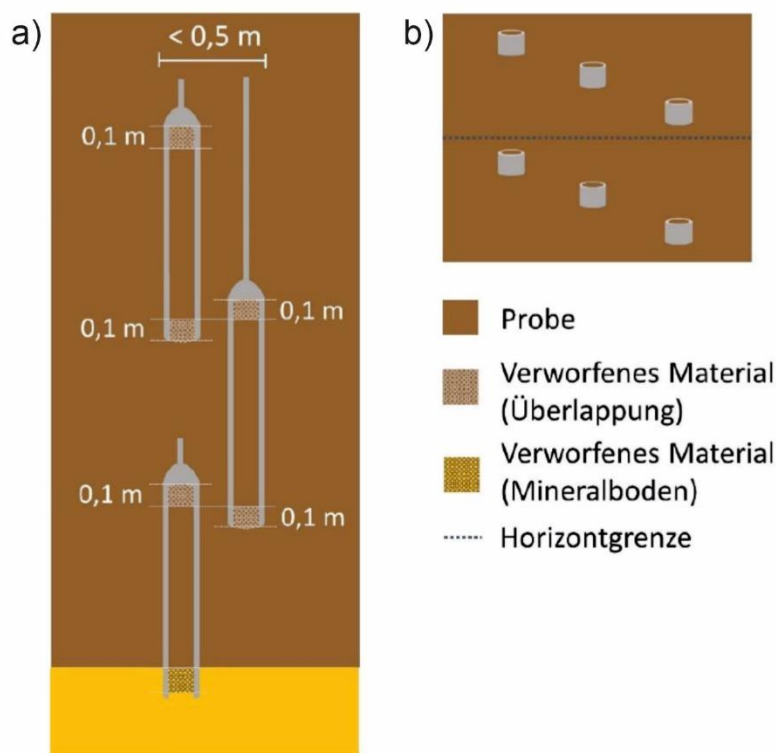 a)
< 0,5 m
0,1 m
0,1 m
0,1 m
0,1 m
0,1 m
b)
Probe
Verworfenes Material
(Überlappung)
Verworfenes Material
(Mineralboden)
Horizontgrenze